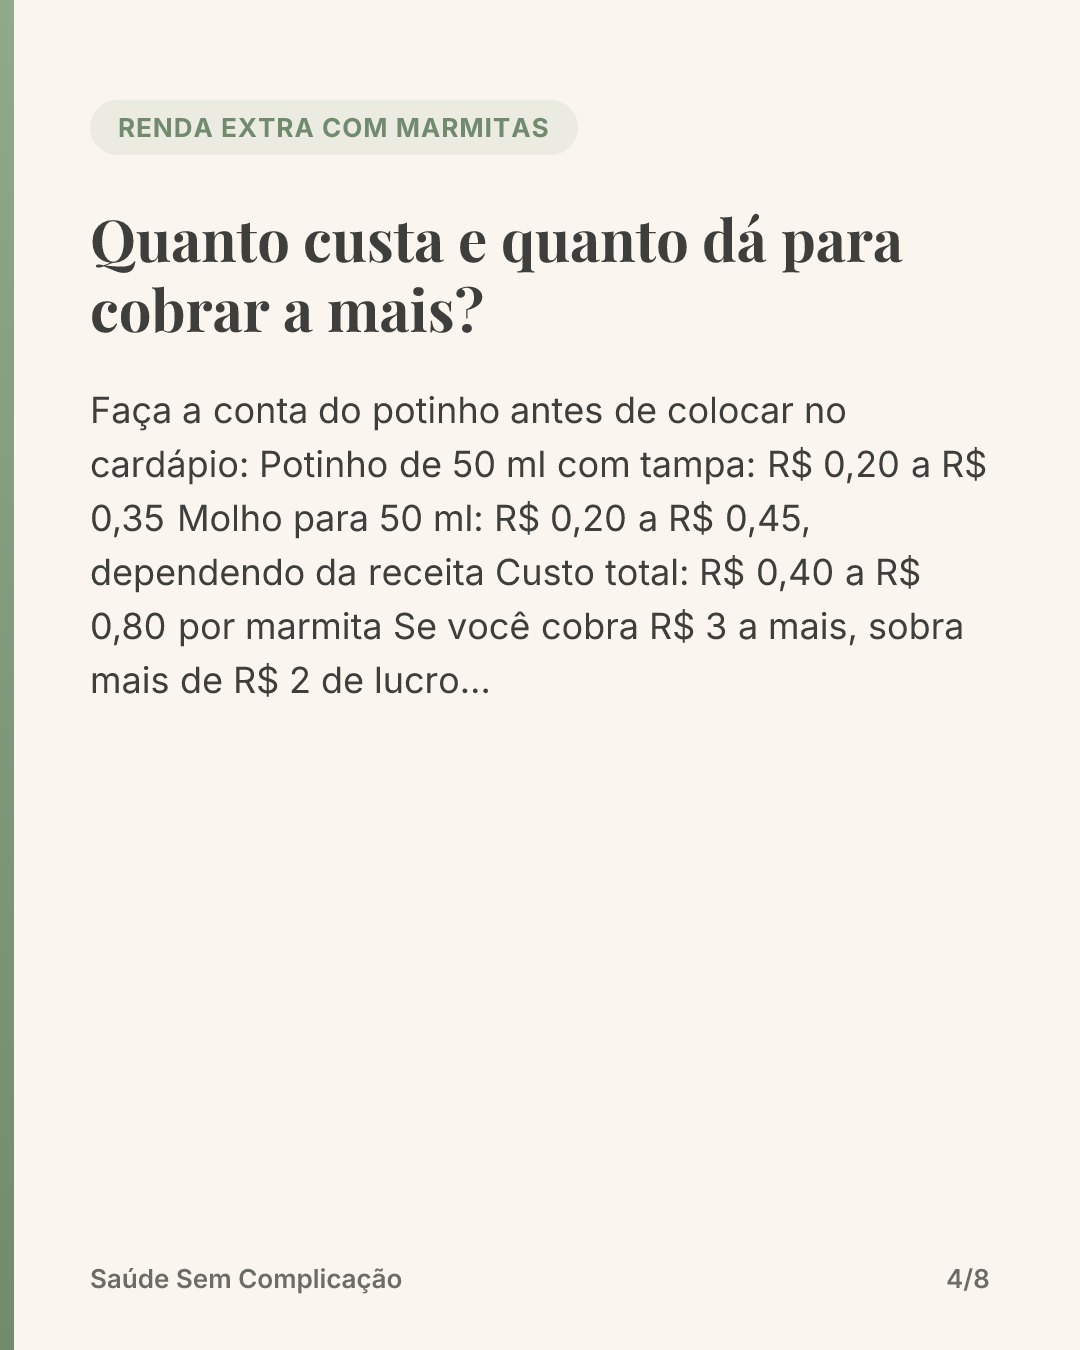 RENDA EXTRA COM MARMITAS
Quanto custa e quanto dá para
cobrar a mais?
Faça a conta do potinho antes de colocar no
cardápio: Potinho de 50 ml com tampa: R$ 0,20 a R$
0,35 Molho para 50 ml: R$ 0,20 a R$ 0,45,
dependendo da receita Custo total: R$ 0,40 a R$
0,80 por marmita Se você cobra R$ 3 a mais, sobra
mais de R$ 2 de lucro...
Saúde Sem Complicação
4/8